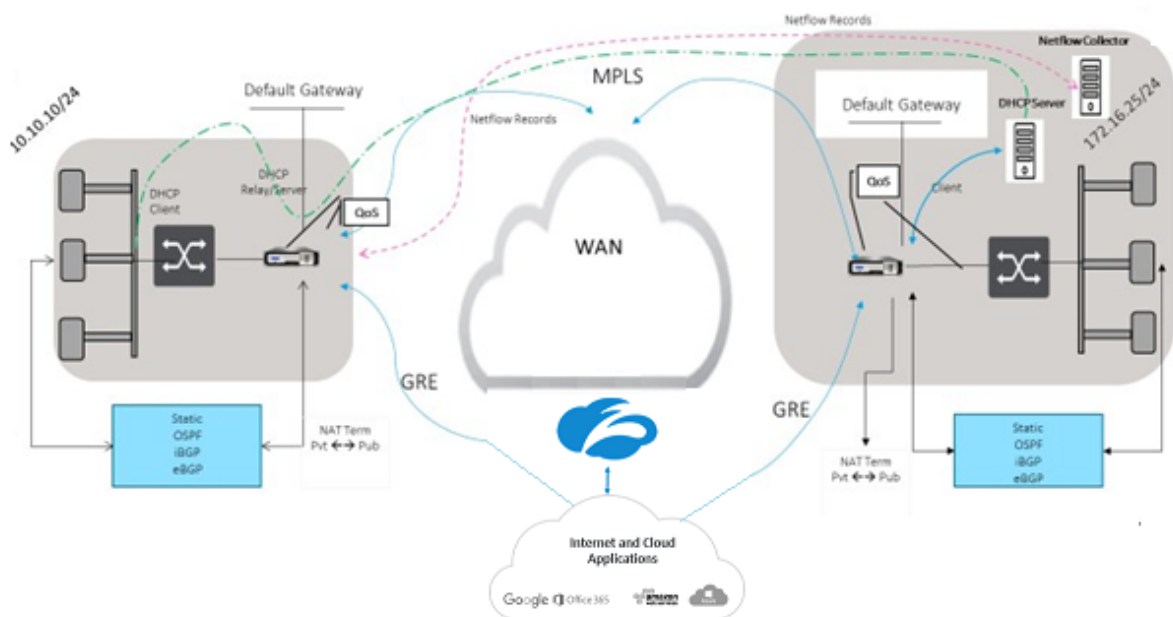 Netflow Records
Netflow Collector
MPLS
Default Gateway
Default Gateway
DHCP Server
10.10.10/24
172.16.25/24
Netflow Records
DHCP
Client
DHCP
Relay/Server
QoS
QoS
Client
WAN
GRE
GRE
Static
OSPF
iBGP
eBGP
NAT Term
Pvt ←→ Pub
NAT Term
Pvt ←→ Pub
Static
OSPF
iBGP
eBGP
Internet and Cloud
Applications
Google
Office 365
amazon